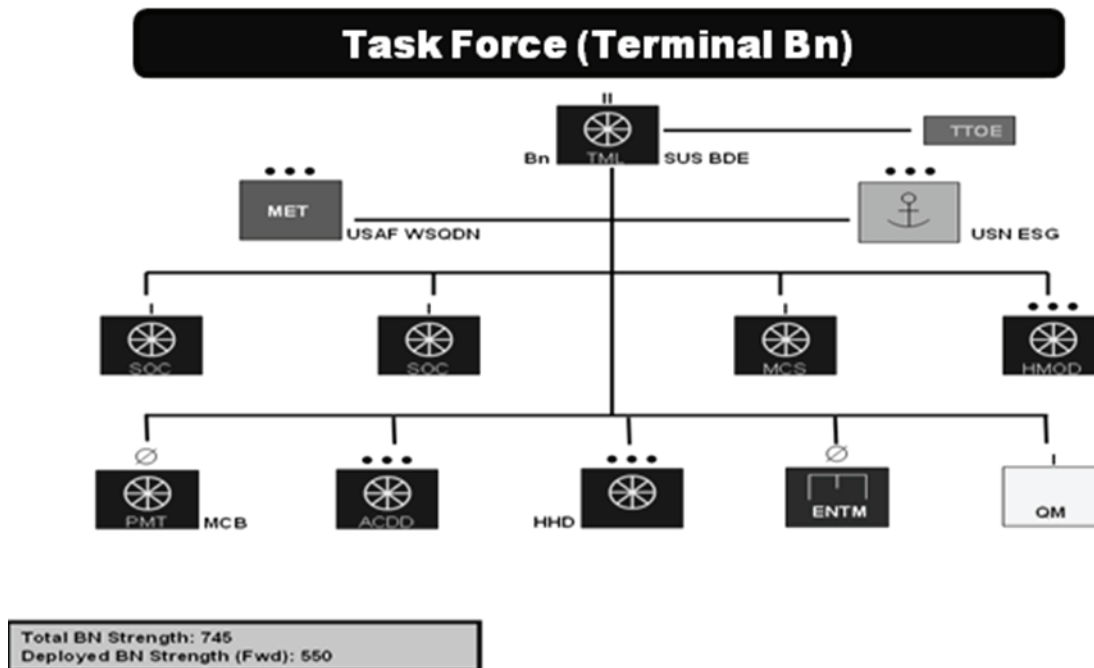 Task Force (Terminal Bn)
II
Bn TML SUS BDE
TTOE
MET
USAF WSQDN
USN ESG
I I I
SOC SOC MCS HMOD
I
PMT MCB ACDD HHD ENTM QM
Total BN Strength: 745
Deployed BN Strength (Fwd): 550